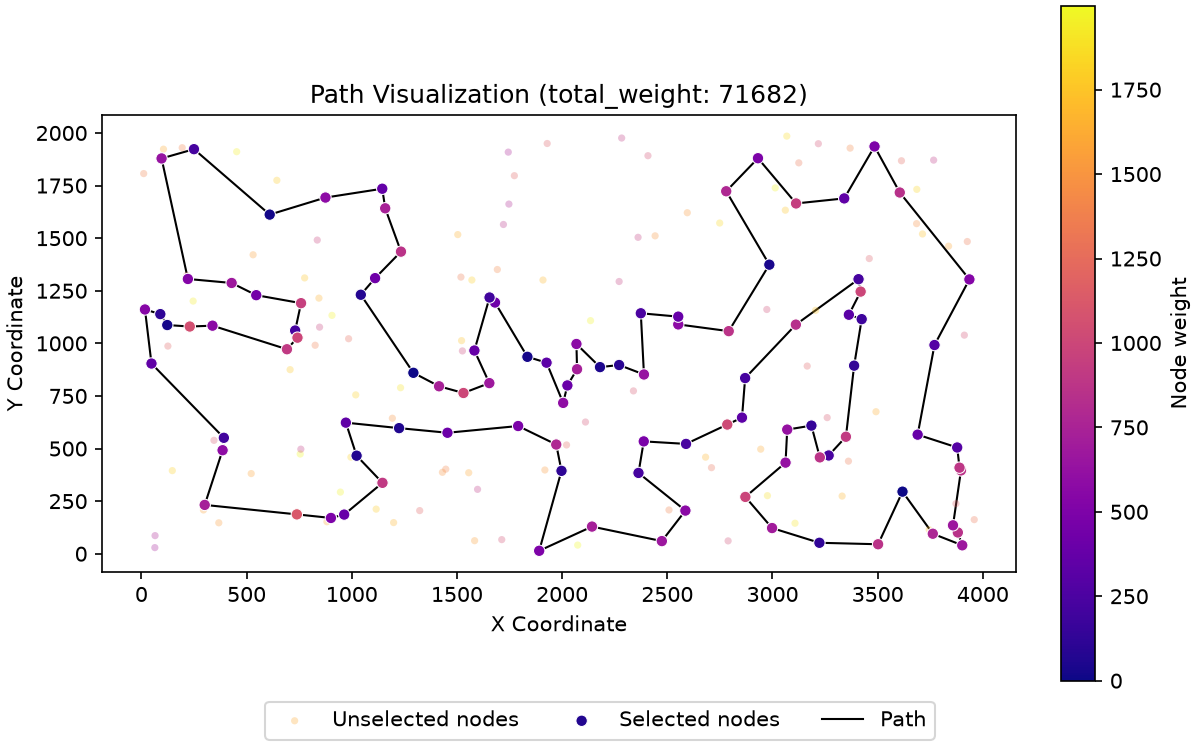 Path Visualization (total_weight: 71682)
2000
1750
1500
1250
1000
750
500
250
0
Y Coordinate
0 500 1000 1500 2000 2500 3000 3500 4000
X Coordinate
1750
1500
1250
1000
750
500
250
0
Node weight
Unselected nodes Selected nodes Path